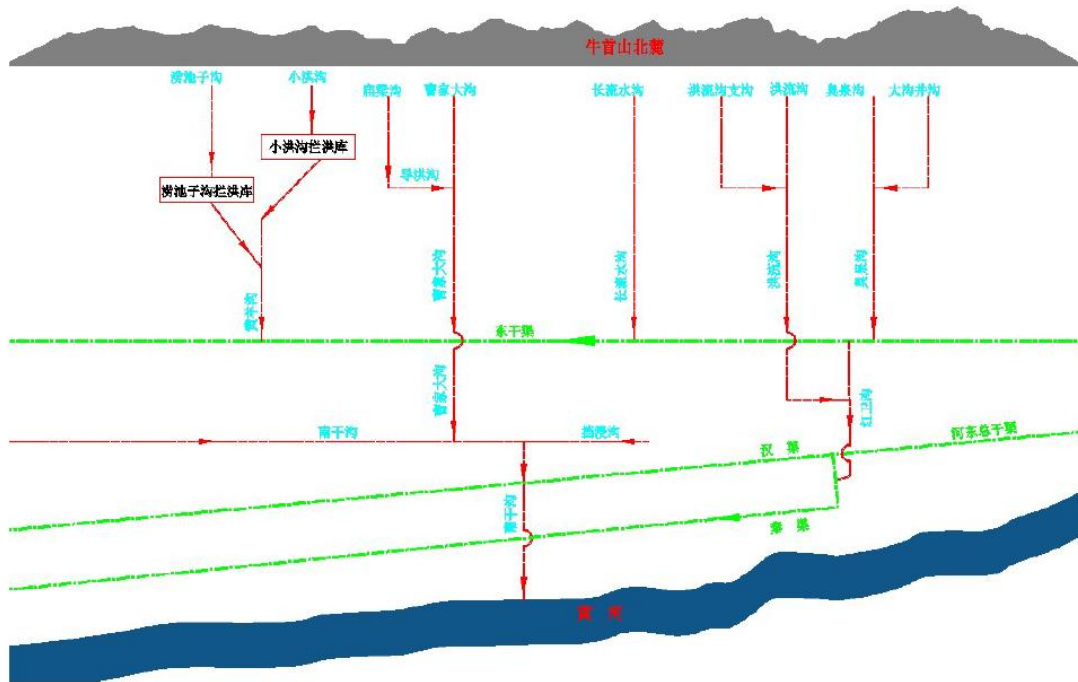 牛首山北麓
涝池子沟
小洪沟
鹿梁沟
曹家大沟
长流水沟
洪流沟支沟
洪流沟
臭泉沟
大沟井沟
小洪沟拦洪库
导洪沟
涝池子沟拦洪库
曹家大沟
长流水沟
洪流沟
臭泉沟
东干渠
曹家大沟
红卫沟
南干沟
挡浸沟
汉 渠
河东总干渠
南干沟
秦 渠
黄 河